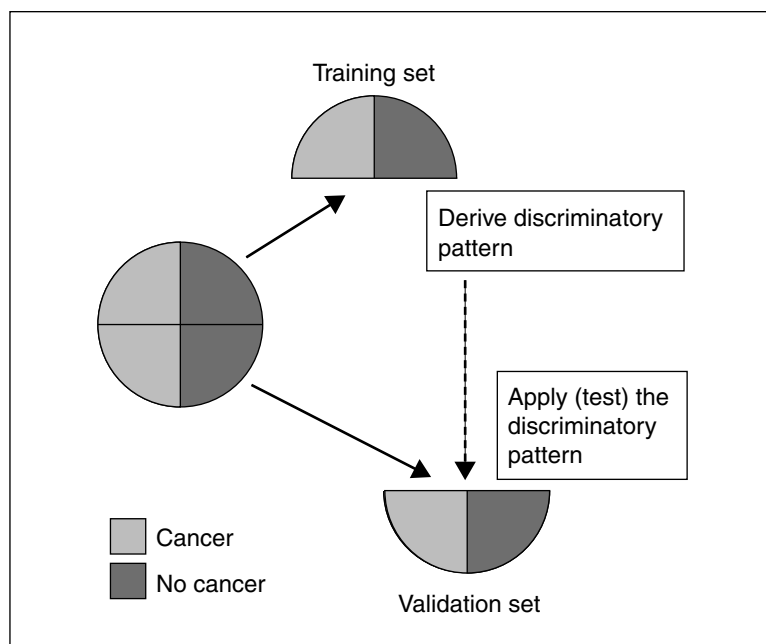 Training set
Derive discriminatory
pattern
Apply (test) the
discriminatory
pattern
Cancer
No cancer
Validation set